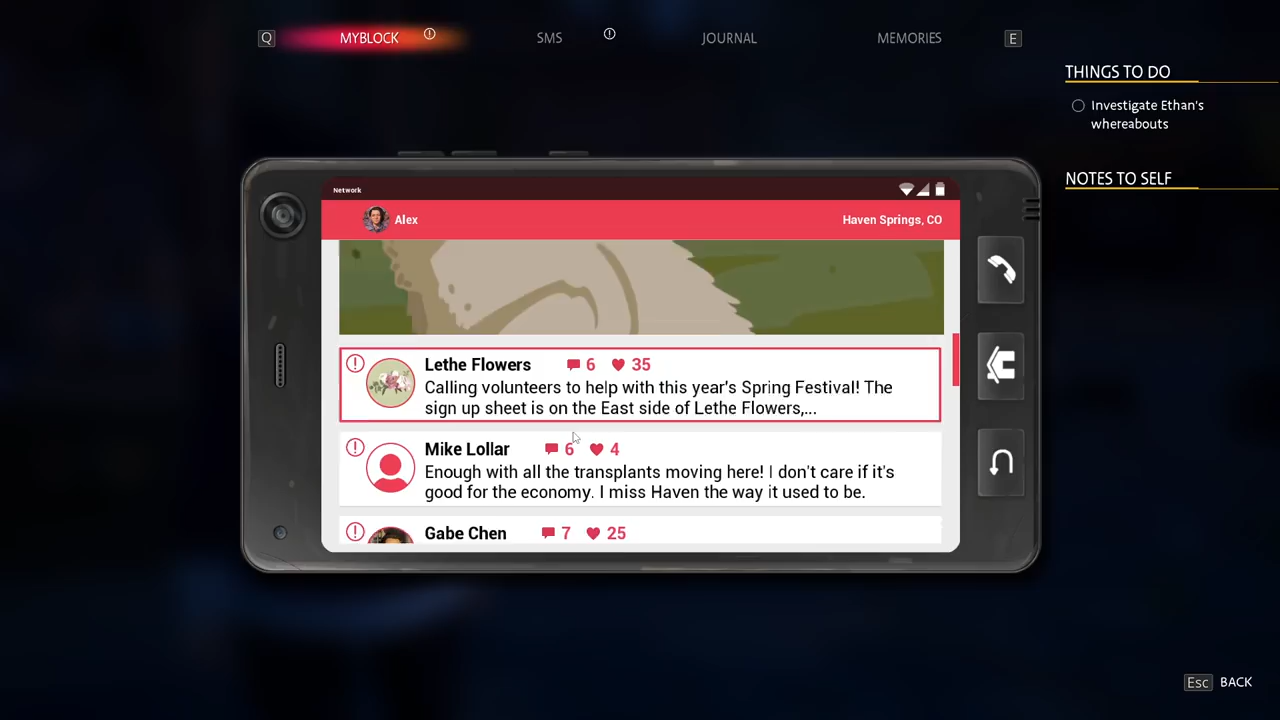 Q
MYBLOCK
SMS
JOURNAL
MEMORIES
E
THINGS TO DO
Investigate Ethan's
whereabouts
NOTES TO SELF
Network
Alex
Haven Springs, CO
Lethe Flowers 6 35
Calling volunteers to help with this year's Spring Festival! The
sign up sheet is on the East side of Lethe Flowers,...
Mike Lollar 6 4
Enough with all the transplants moving here! I don't care if it's
good for the economy. I miss Haven the way it used to be.
Gabe Chen 7 25
Esc BACK